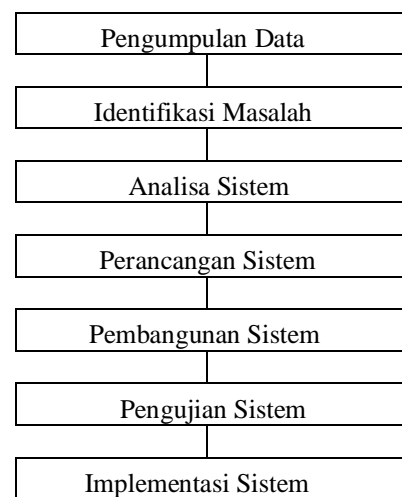 Pengumpulan Data
Identifikasi Masalah
Analisa Sistem
Perancangan Sistem
Pembangunan Sistem
Pengujian Sistem
Implementasi Sistem